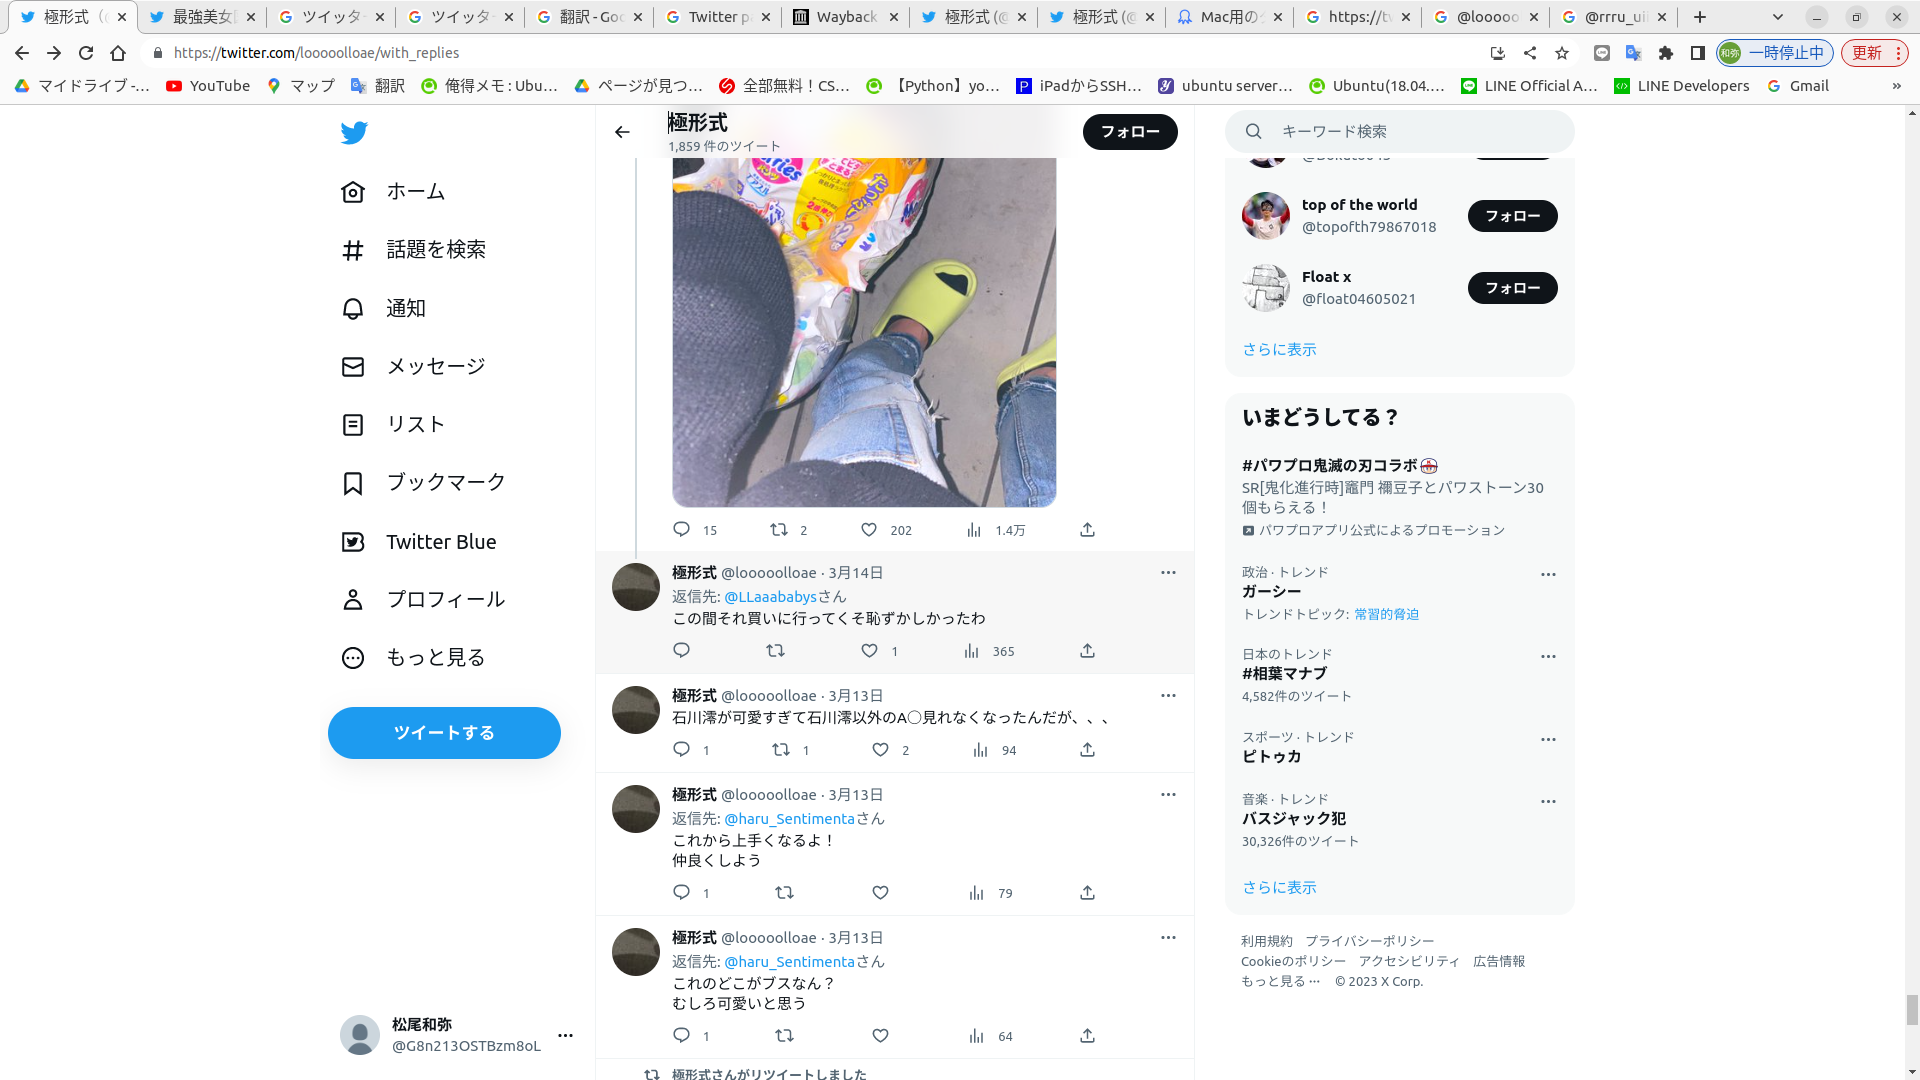 極形式（@
最強美女図
ツイッター
ツイッター
翻訳 - Goo
Twitter pa
Wayback
極形式 (@
極形式 (@
Mac用の
https://tw
@looooo
@rrru_uii
https://twitter.com/looooolloae/with_replies
和弥 一時停止中
更新
マイドライブ -...
YouTube
マップ
翻訳
俺得メモ : Ubu...
ページが見つ...
全部無料！CS...
【Python】yo...
iPadからSSH...
ubuntu server...
Ubuntu(18.04....
LINE Official A...
LINE Developers
Gmail
»
ホーム
話題を検索
通知
メッセージ
リスト
ブックマーク
Twitter Blue
プロフィール
もっと見る
ツイートする
松尾和弥
@G8n213OSTBzm8oL
極形式
1,859 件のツイート
フォロー
15 2 202 1.4万
極形式 @looooolloae · 3月14日
返信先: @LLaaababysさん
この間それ買いに行ってくそ恥ずかしかったわ
1 365
極形式 @looooolloae · 3月13日
石川澪が可愛すぎて石川澪以外のA〇見れなくなったんだが、、、
1 1 2 94
極形式 @looooolloae · 3月13日
返信先: @haru_Sentimentaさん
これから上手くなるよ！
仲良くしよう
1 79
極形式 @looooolloae · 3月13日
返信先: @haru_Sentimentaさん
これのどこがブスなん？
むしろ可愛いと思う
1 64
極形式さんがリツイートしました
キーワード検索
top of the world
@topofth79867018
フォロー
Float x
@float04605021
フォロー
さらに表示
いまどうしてる？
#パワプロ鬼滅の刃コラボ
SR[鬼化進行時]竈門 禰豆子とパワストーン30
個もらえる！
パワプロアプリ公式によるプロモーション
政治 · トレンド
ガーシー
トレンドトピック: 常習的脅迫
日本のトレンド
#相葉マナブ
4,582件のツイート
スポーツ · トレンド
ピトゥカ
音楽 · トレンド
バスジャック犯
30,326件のツイート
さらに表示
利用規約 プライバシーポリシー
Cookieのポリシー アクセシビリティ 広告情報
もっと見る ··· © 2023 X Corp.